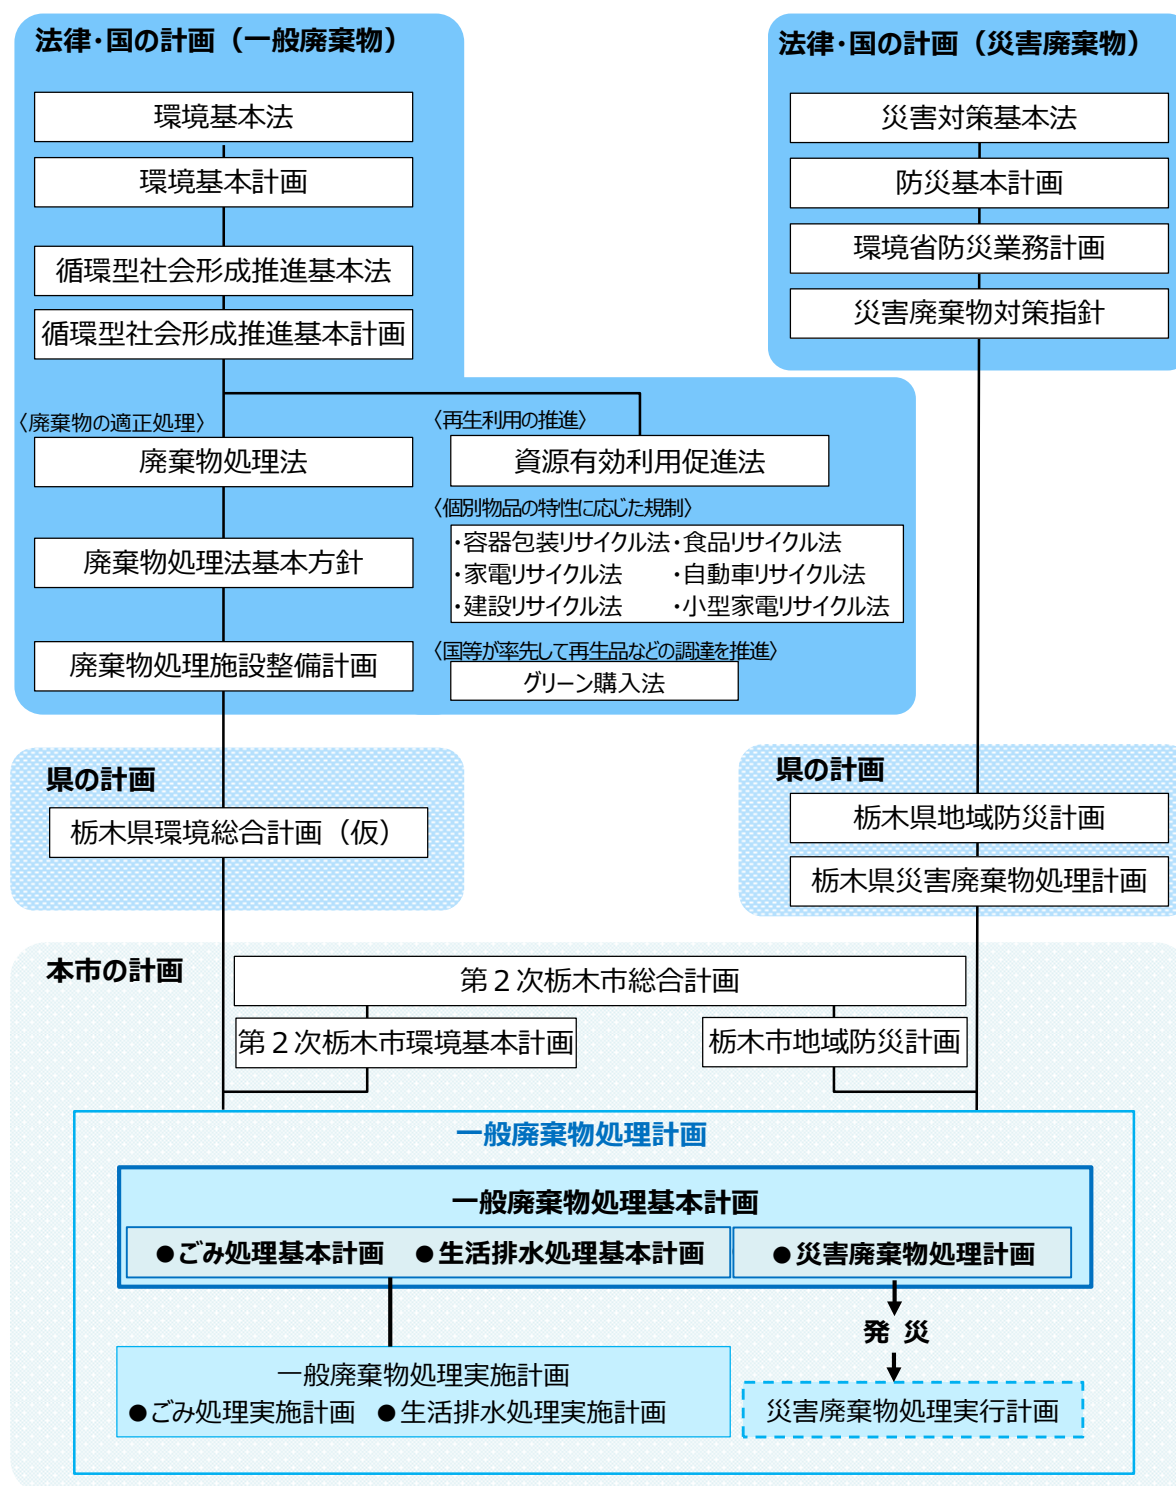 法律・国の計画（一般廃棄物）
環境基本法
環境基本計画
循環型社会形成推進基本法
循環型社会形成推進基本計画
〈廃棄物の適正処理〉
廃棄物処理法
廃棄物処理法基本方針
廃棄物処理施設整備計画
〈再生利用の推進〉
資源有効利用促進法
〈個別物品の特性に応じた規制〉
・容器包装リサイクル法・食品リサイクル法
・家電リサイクル法　・自動車リサイクル法
・建設リサイクル法　・小型家電リサイクル法
〈国等が率先して再生品などの調達を推進〉
グリーン購入法
法律・国の計画（災害廃棄物）
災害対策基本法
防災基本計画
環境省防災業務計画
災害廃棄物対策指針
県の計画
栃木県環境総合計画（仮）
県の計画
栃木県地域防災計画
栃木県災害廃棄物処理計画
本市の計画
第２次栃木市総合計画
第２次栃木市環境基本計画
栃木市地域防災計画
一般廃棄物処理計画
一般廃棄物処理基本計画
●ごみ処理基本計画　●生活排水処理基本計画
●災害廃棄物処理計画
発 災
一般廃棄物処理実施計画
●ごみ処理実施計画　●生活排水処理実施計画
災害廃棄物処理実行計画